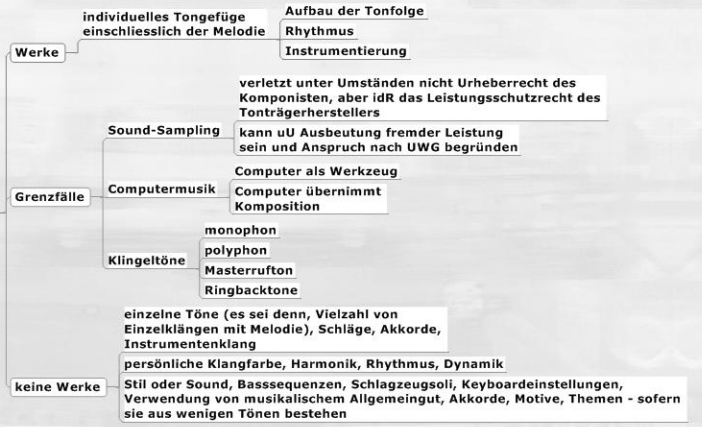 Werke
individuelles Tongefüge
einschliesslich der Melodie
Aufbau der Tonfolge
Rhythmus
Instrumentierung
Grenzfälle
Sound-Sampling
verletzt unter Umständen nicht Urheberrecht des
Komponisten, aber idR das Leistungsschutzrecht des
Tonträgerherstellers
kann uU Ausbeutung fremder Leistung
sein und Anspruch nach UWG begründen
Computermusik
Computer als Werkzeug
Computer übernimmt
Komposition
Klingeltöne
monophon
polyphon
Masterrufton
Ringbacktone
keine Werke
einzelne Töne (es sei denn, Vielzahl von
Einzelklängen mit Melodie), Schläge, Akkorde,
Instrumentenklang
persönliche Klangfarbe, Harmonik, Rhythmus, Dynamik
Stil oder Sound, Basssequenzen, Schlagzeugsoli, Keyboardeinstellungen,
Verwendung von musikalischem Allgemeingut, Akkorde, Motive, Themen - sofern
sie aus wenigen Tönen bestehen